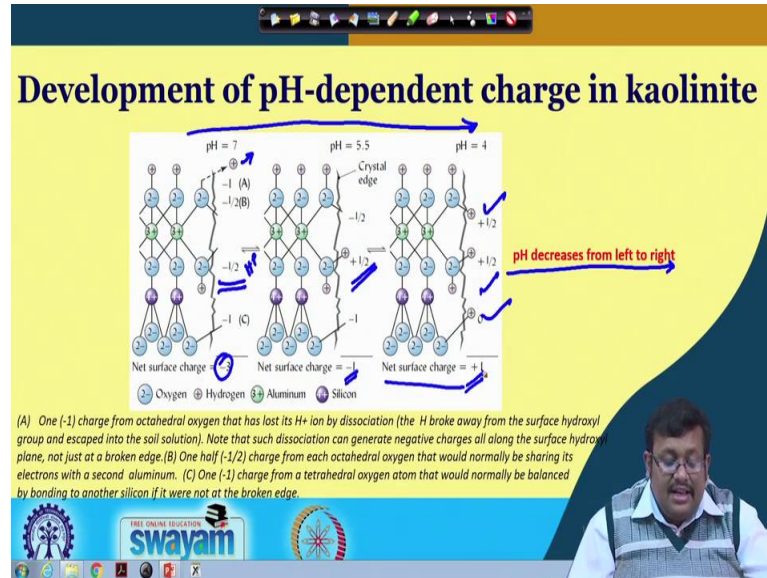 Development of pH-dependent charge in kaolinite
pH = 7
pH = 5.5
pH = 4
Crystal
edge
−1 (A)
−1/2(B)
−1/2
+1/2
−1/2
+1/2
+1/2
−1 (C)
−1
0
pH decreases from left to right
Net surface charge = −3
Net surface charge = −1
Net surface charge = +1
2− Oxygen + Hydrogen 3+ Aluminum 4+ Silicon
(A) One (-1) charge from octahedral oxygen that has lost its H+ ion by dissociation (the H broke away from the surface hydroxyl
group and escaped into the soil solution). Note that such dissociation can generate negative charges all along the surface hydroxyl
plane, not just at a broken edge.(B) One half (-1/2) charge from each octahedral oxygen that would normally be sharing its
electrons with a second aluminum. (C) One (-1) charge from a tetrahedral oxygen atom that would normally be balanced
by bonding to another silicon if it were not at the broken edge.
FREE ONLINE EDUCATION
swayam